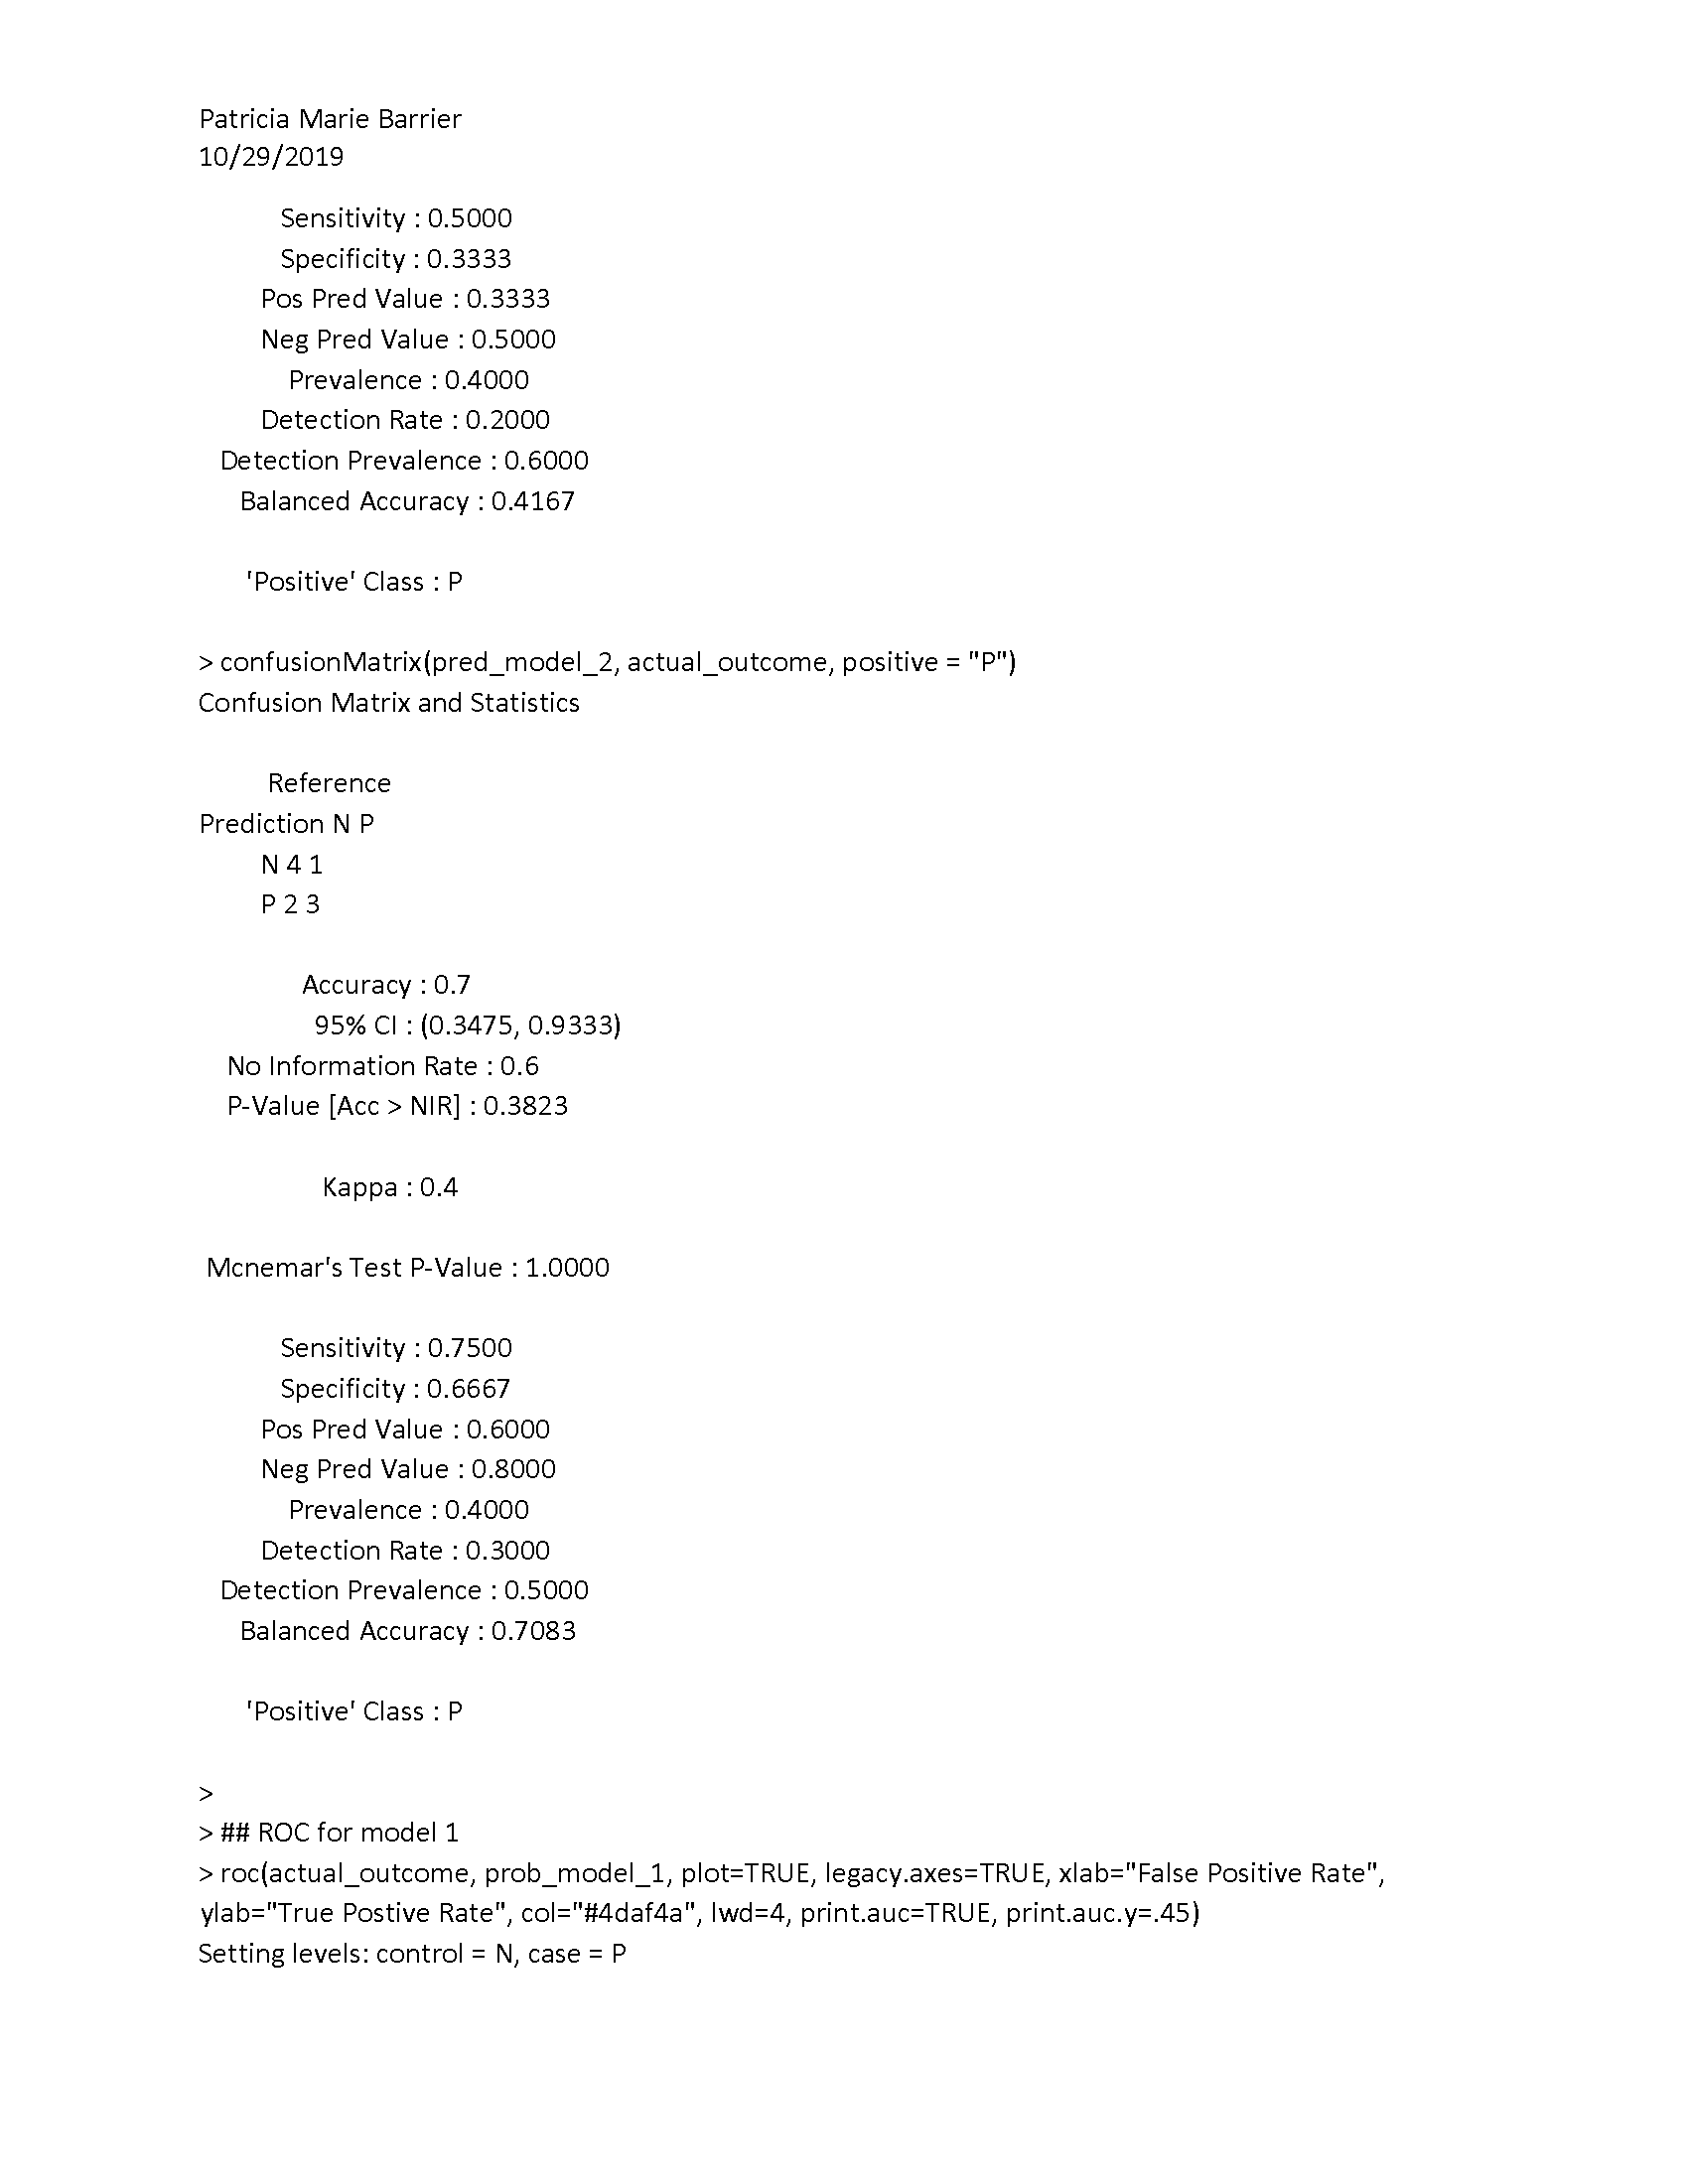 Patricia Marie Barrier
10/29/2019
Sensitivity : 0.5000
Specificity : 0.3333
Pos Pred Value : 0.3333
Neg Pred Value : 0.5000
Prevalence : 0.4000
Detection Rate : 0.2000
Detection Prevalence : 0.6000
Balanced Accuracy : 0.4167
'Positive' Class : P
> confusionMatrix(pred_model_2, actual_outcome, positive = "P")
Confusion Matrix and Statistics
Reference
Prediction N P
N 4 1
P 2 3
Accuracy : 0.7
95% CI : (0.3475, 0.9333)
No Information Rate : 0.6
P-Value [Acc > NIR] : 0.3823
Kappa : 0.4
Mcnemar's Test P-Value : 1.0000
Sensitivity : 0.7500
Specificity : 0.6667
Pos Pred Value : 0.6000
Neg Pred Value : 0.8000
Prevalence : 0.4000
Detection Rate : 0.3000
Detection Prevalence : 0.5000
Balanced Accuracy : 0.7083
'Positive' Class : P
>
> ## ROC for model 1
> roc(actual_outcome, prob_model_1, plot=TRUE, legacy.axes=TRUE, xlab="False Positive Rate",
ylab="True Postive Rate", col="#4daf4a", lwd=4, print.auc=TRUE, print.auc.y=.45)
Setting levels: control = N, case = P